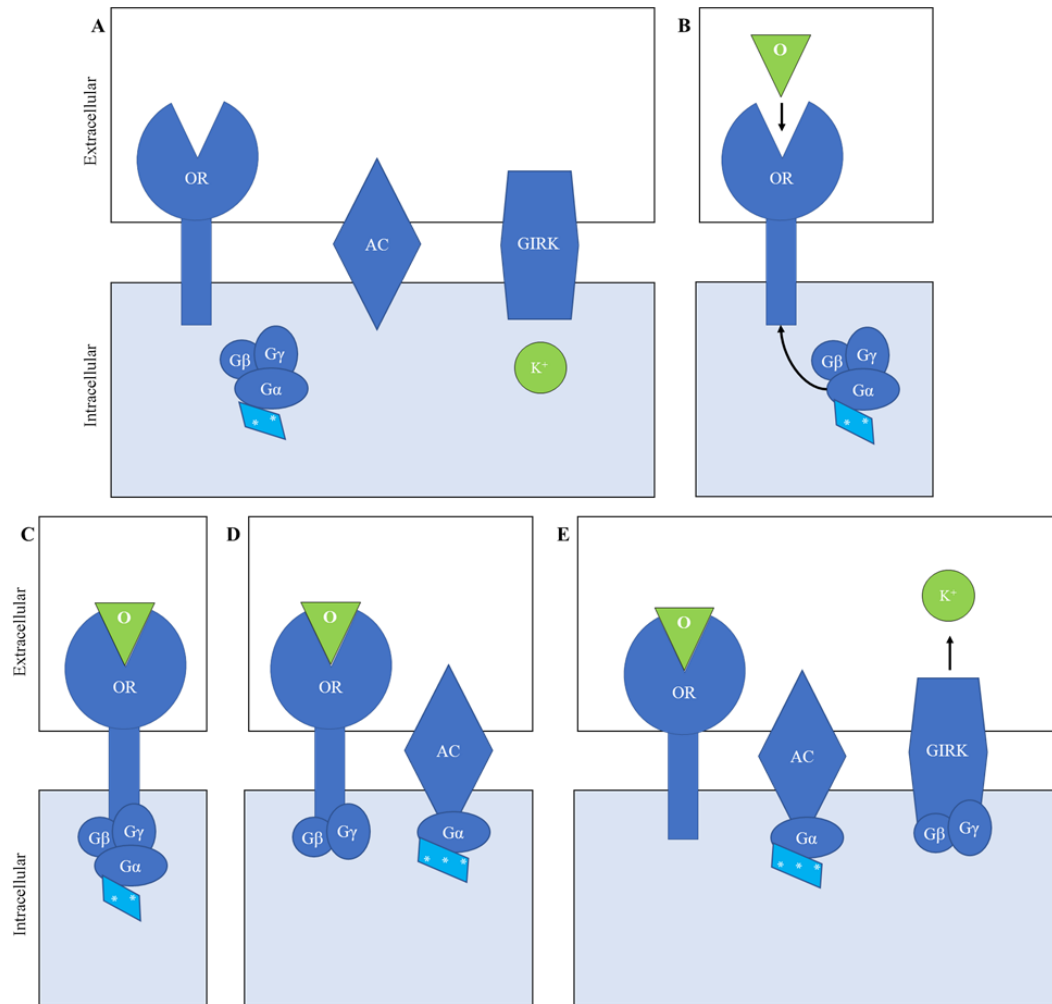 A
B
Extracellular
O
OR
OR
AC
GIRK
Intracellular
Gβ
Gγ
Gα
* *
K⁺
Gβ
Gγ
Gα
* *
C
D
E
Extracellular
O
OR
O
OR
AC
K⁺
O
OR
AC
GIRK
Intracellular
Gβ
Gγ
Gα
* *
Gβ
Gγ
Gα
* * *
Gα
* * *
Gβ
Gγ